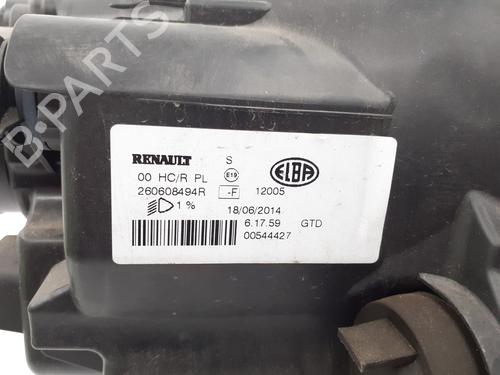 B-PARTS
RENAULT S ELBA
00 HC/R PL E19
260608494R -F 12005
1 % 18/06/2014
6.17.59 GTD
00544427